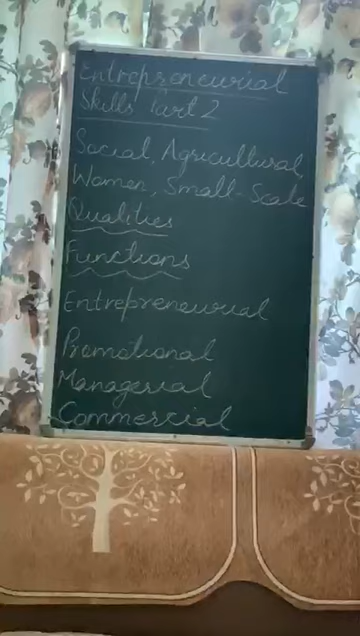 Entrepreneurial
Skills Part 2
Social, Agricultural,
Women, Small-Scale
Qualities
Functions
Entrepreneurial
Promotional
Managerial
Commercial